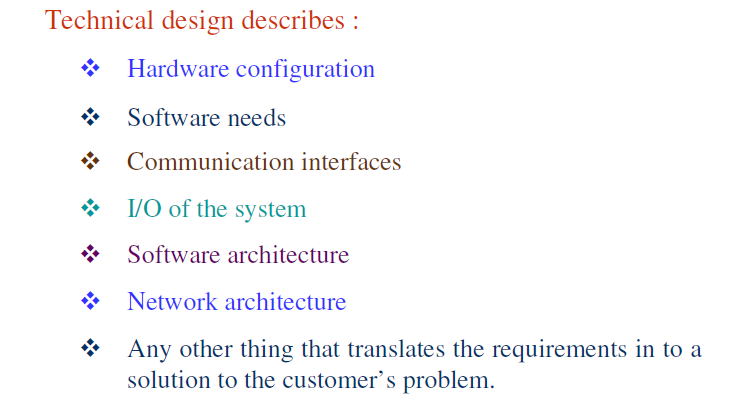 Technical design describes :
❖ Hardware configuration
❖ Software needs
❖ Communication interfaces
❖ I/O of the system
❖ Software architecture
❖ Network architecture
❖ Any other thing that translates the requirements in to a
solution to the customer’s problem.